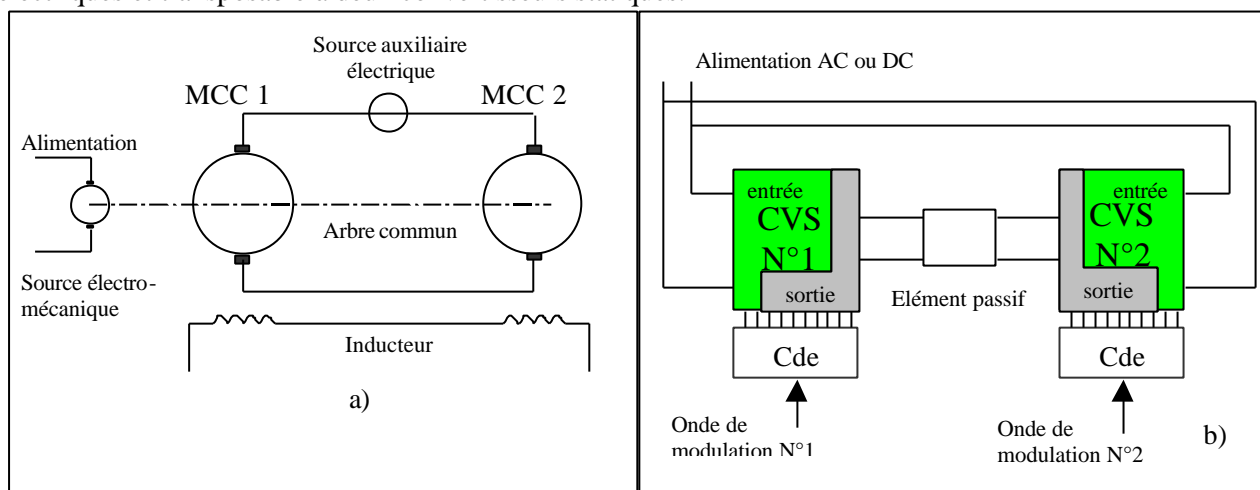 Source auxiliaire
électrique
MCC 1
MCC 2
Alimentation
Arbre commun
Source électro-
mécanique
Inducteur
a)
Alimentation AC ou DC
entrée
CVS
N°1
sortie
entrée
CVS
N°2
sortie
Elément passif
Cde
Cde
Onde de
modulation N°1
Onde de
modulation N°2
b)